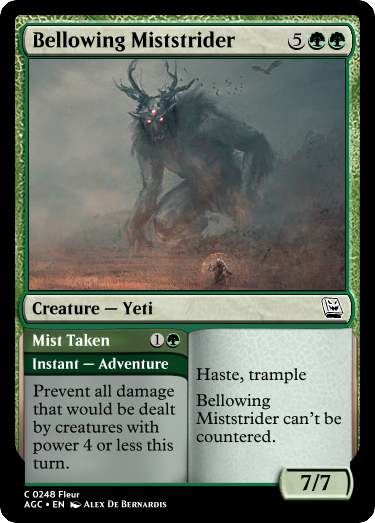 Bellowing Miststrider 5
Creature — Yeti
Mist Taken 1
Instant — Adventure
Prevent all damage
that would be dealt
by creatures with
power 4 or less this
turn.
Haste, trample
Bellowing
Miststrider can't be
countered.
7/7
C 0248 Fleur
AGC • EN Alex De Bernardis